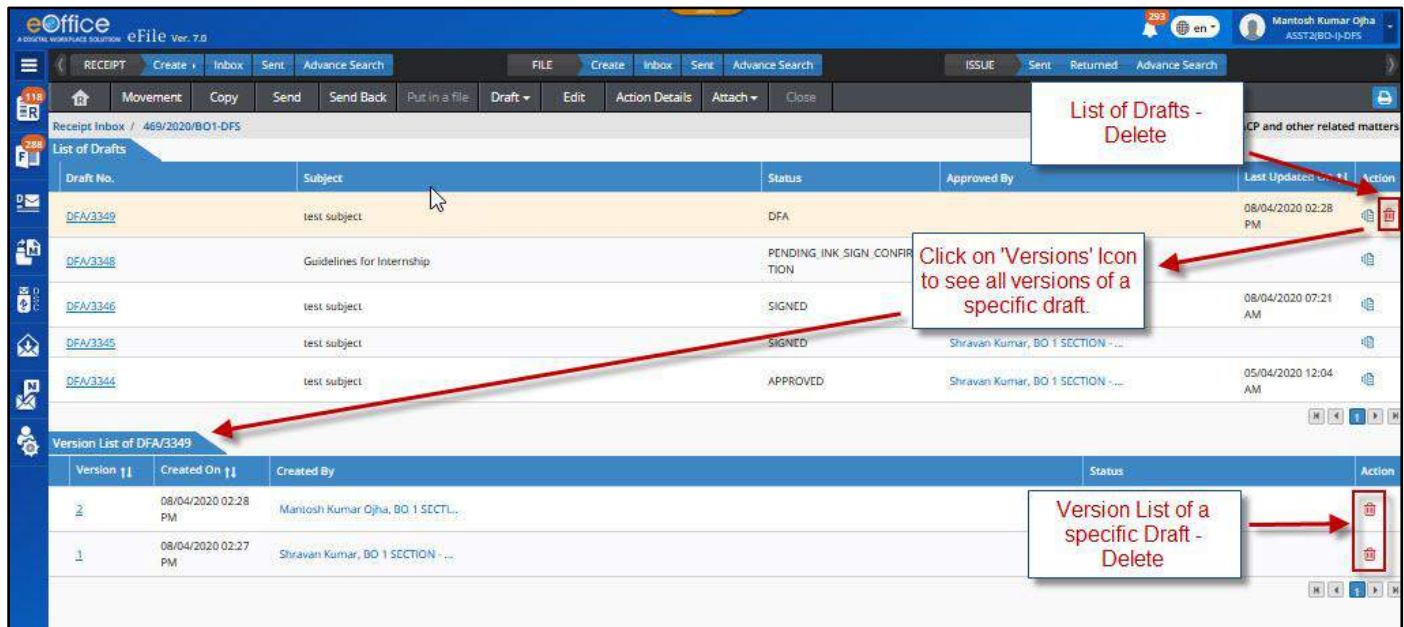 eOffice
A DIGITAL WORKPLACE SOLUTION eFile Ver. 7.0
293
en
Mantosh Kumar Ojha
ASST2(BO-I)-DFS
RECEIPT Create Inbox Sent Advance Search FILE Create Inbox Sent Advance Search ISSUE Sent Returned Advance Search
118
R
Movement Copy Send Send Back Put in a file Draft Edit Action Details Attach Close
Receipt Inbox / 469/2020/BO1-DFS
CP and other related matters
288
F
List of Drafts -
Delete
List of Drafts
Draft No. Subject Status Approved By Last Updated On Action
DFA/3349 test subject DFA 08/04/2020 02:28
PM
DFA/3348 Guidelines for Internship PENDING_INK_SIGN_CONFIR
TION
Click on 'Versions' Icon
to see all versions of a
specific draft.
DFA/3346 test subject SIGNED 08/04/2020 07:21
AM
DFA/3345 test subject SIGNED Shravan Kumar, BO 1 SECTION - ...
DFA/3344 test subject APPROVED Shravan Kumar, BO 1 SECTION - ... 05/04/2020 12:04
AM
1
Version List of DFA/3349
Version Created On Created By Status Action
2 08/04/2020 02:28
PM Mantosh Kumar Ojha, BO 1 SECTI...
1 08/04/2020 02:27
PM Shravan Kumar, BO 1 SECTION - ...
Version List of a
specific Draft -
Delete
1